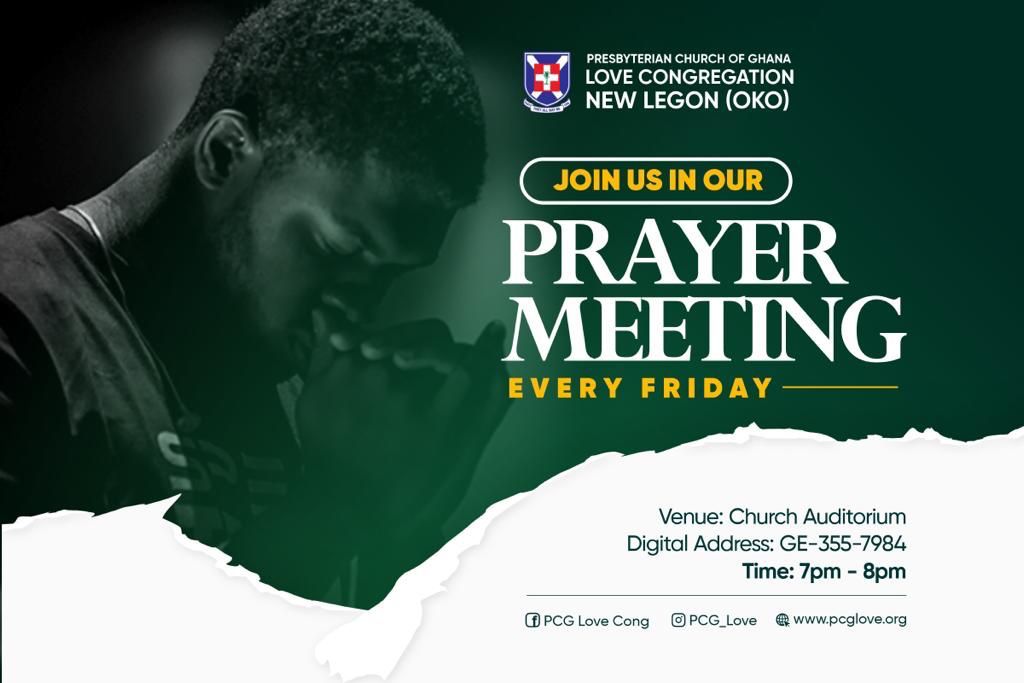 PRESBYTERIAN CHURCH OF GHANA
LOVE CONGREGATION
NEW LEGON (OKO)
JOIN US IN OUR
PRAYER
MEETING
EVERY FRIDAY
Venue: Church Auditorium
Digital Address: GE-355-7984
Time: 7pm - 8pm
PCG Love Cong PCG_Love www.pcglove.org